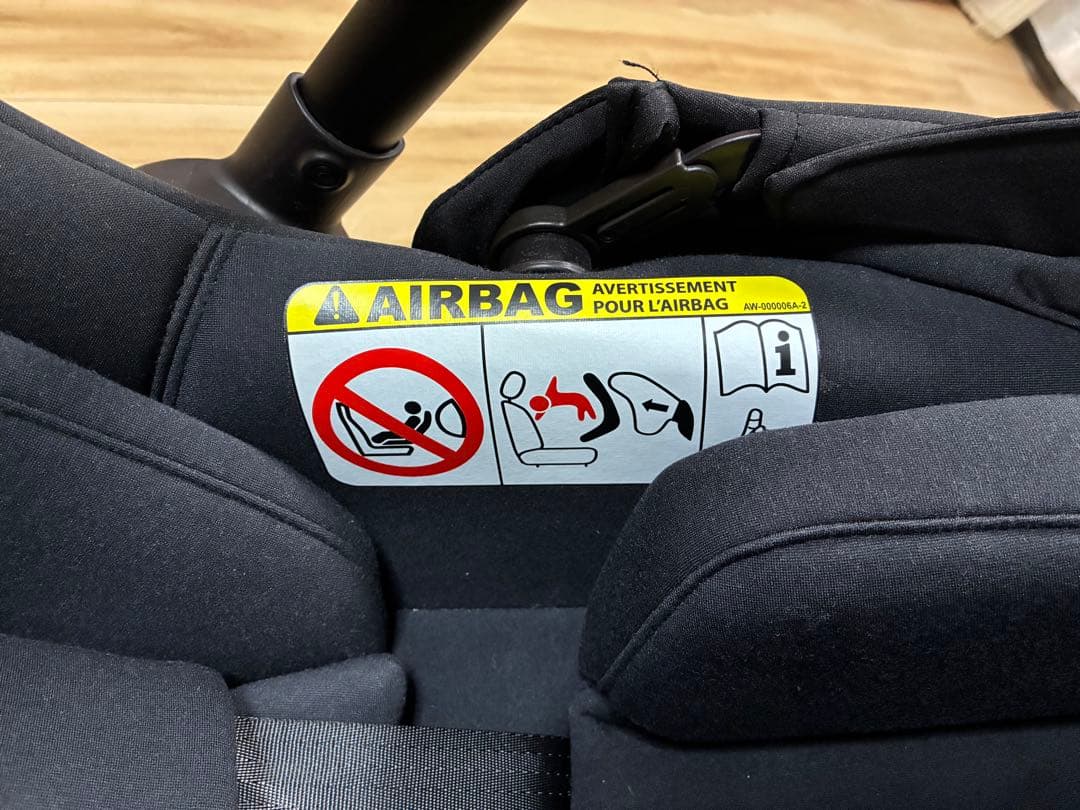 AIRBAG
AVERTISSEMENT
POUR L'AIRBAG
AW-000006A-2